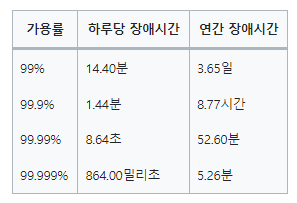 가용률 하루당 장애시간 연간 장애시간
99% 14.40분 3.65일
99.9% 1.44분 8.77시간
99.99% 8.64초 52.60분
99.999% 864.00밀리초 5.26분